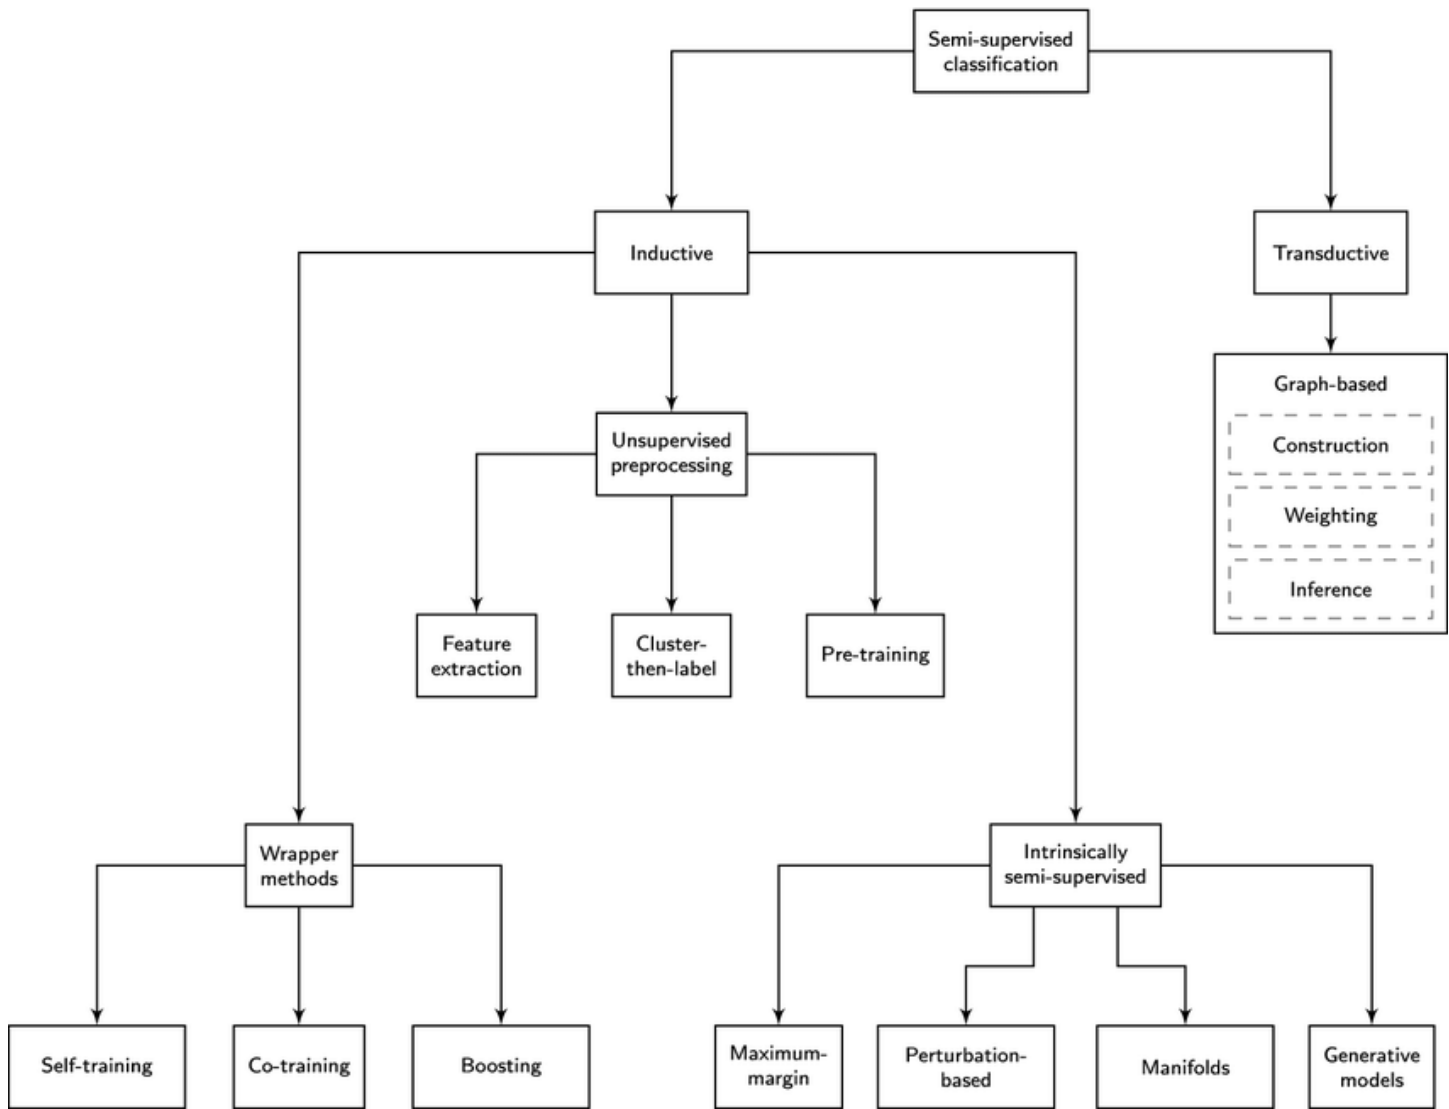 Semi-supervised
classification
Inductive
Transductive
Graph-based
Construction
Weighting
Inference
Unsupervised
preprocessing
Feature
extraction
Cluster-
then-label
Pre-training
Wrapper
methods
Intrinsically
semi-supervised
Self-training
Co-training
Boosting
Maximum-
margin
Perturbation-
based
Manifolds
Generative
models